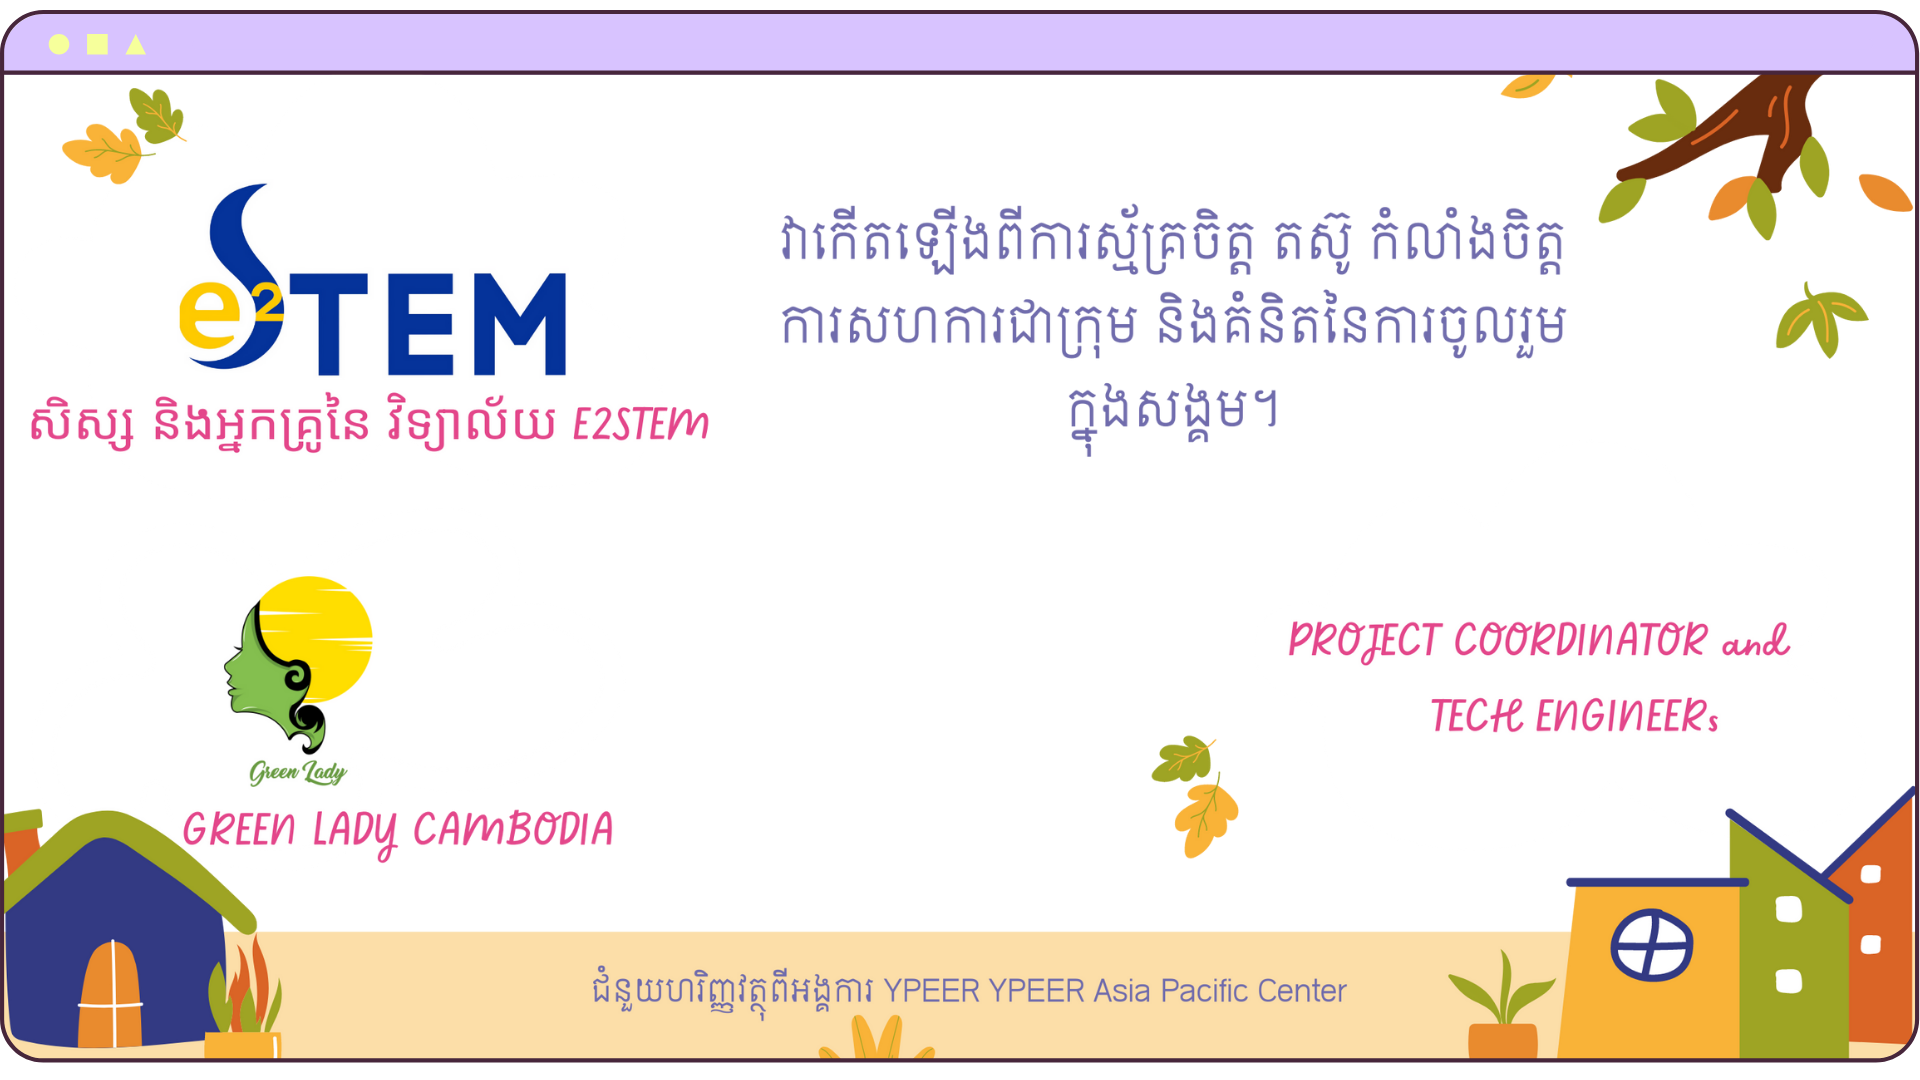 e²STEM
សិស្ស និងអ្នកគ្រូនៃ វិទ្យាល័យ E2STEM
វាកើតឡើងពីការស្ម័គ្រចិត្ត តស៊ូ កំលាំងចិត្ត
ការសហការជាក្រុម និងគំនិតនៃការចូលរួម
ក្នុងសង្គម។
Green Lady
GREEN LADY CAMBODIA
PROJECT COORDINATOR and
TECH ENGINEERs
ជំនួយហរិញ្ញវត្ថុពីអង្គការ YPEER YPEER Asia Pacific Center